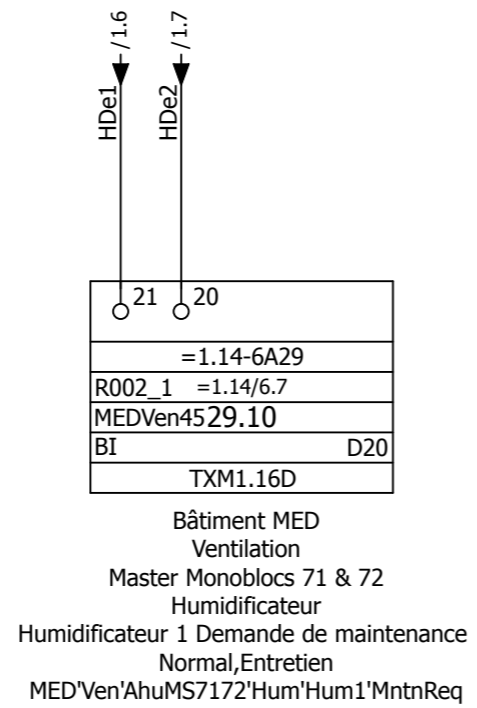 /1.6 /1.7
HDe1 HDe2
21 20
=1.14-6A29
R002_1 =1.14/6.7
MEDVen4529.10
BI D20
TXM1.16D
Bâtiment MED
Ventilation
Master Monoblocs 71 & 72
Humidificateur
Humidificateur 1 Demande de maintenance
Normal,Entretien
MED'Ven'AhuMS7172'Hum'Hum1'MntnReq